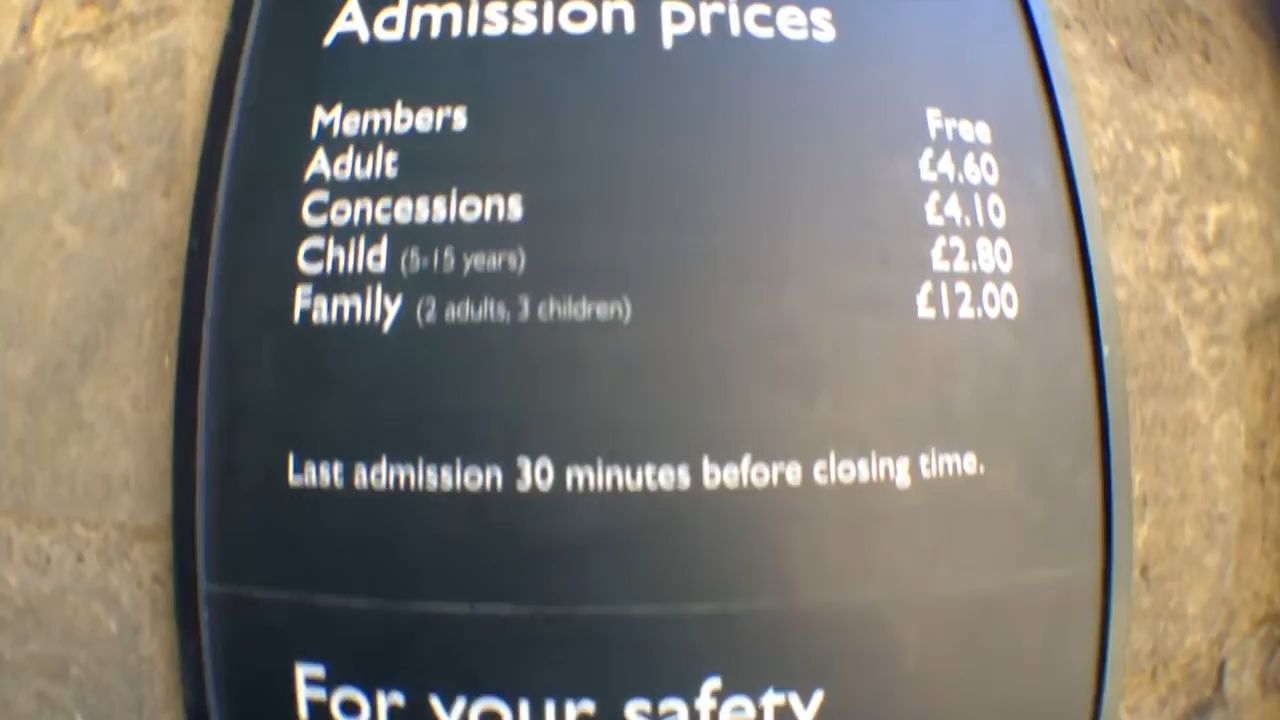 Admission prices
Members Free
Adult £4.60
Concessions £4.10
Child (5-15 years) £2.80
Family (2 adults, 3 children) £12.00
Last admission 30 minutes before closing time.
For your safety